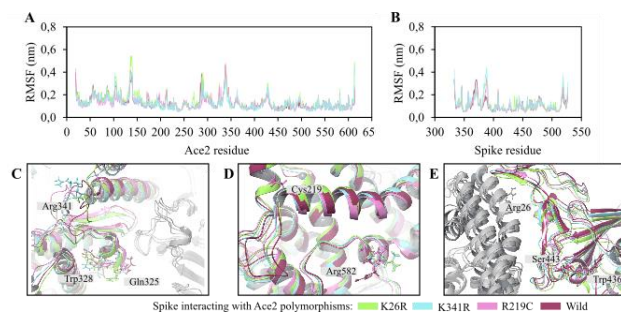 A
B
RMSF (nm)
0,8
0,6
0,4
0,2
0
0 50 100 150 200 250 300 350 400 450 500 550 600 65
Ace2 residue
RMSF (nm)
0,8
0,6
0,4
0,2
0
300 350 400 450 500 550
Spike residue
C
Arg341
Trp328
Gln325
D
Cys219
Arg582
E
Arg26
Ser443
Trp436
Spike interacting with Ace2 polymorphisms: K26R K341R R219C Wild